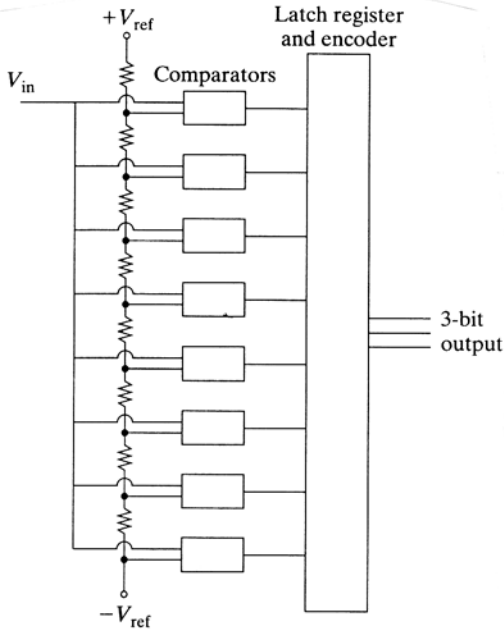 Latch register
and encoder
+V_ref
Comparators
V_in
3-bit
output
−V_ref